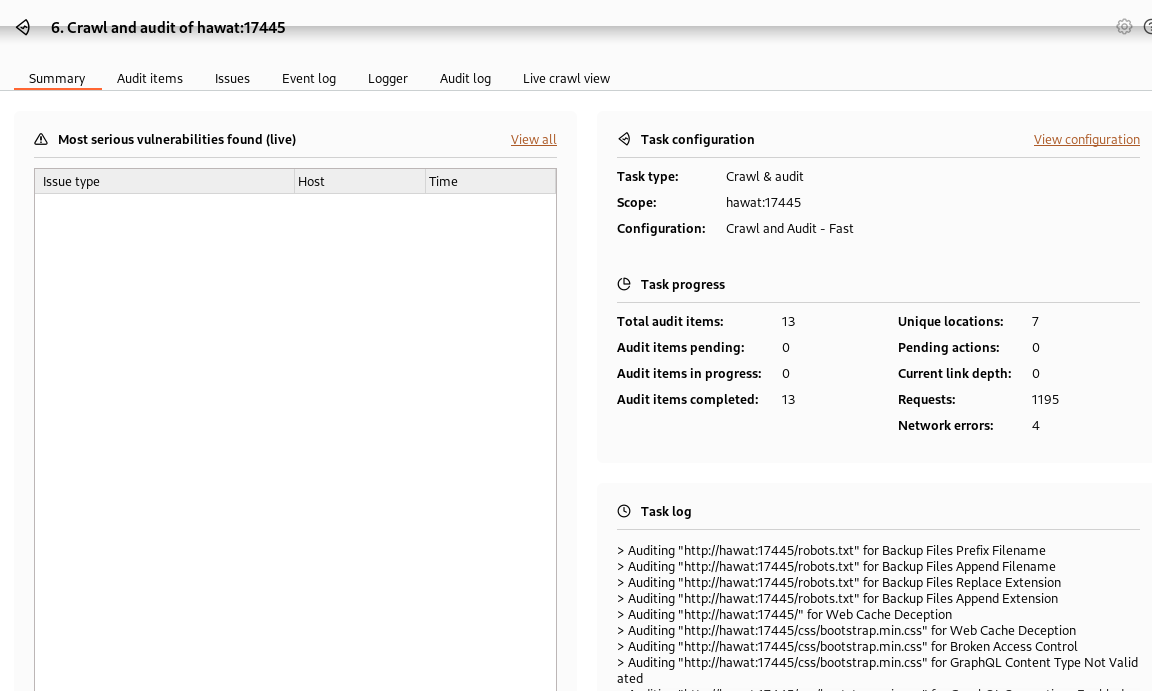 6. Crawl and audit of hawat:17445
Summary Audit items Issues Event log Logger Audit log Live crawl view
Most serious vulnerabilities found (live) View all
Issue type Host Time
Task configuration View configuration
Task type: Crawl & audit
Scope: hawat:17445
Configuration: Crawl and Audit - Fast
Task progress
Total audit items: 13 Unique locations: 7
Audit items pending: 0 Pending actions: 0
Audit items in progress: 0 Current link depth: 0
Audit items completed: 13 Requests: 1195
Network errors: 4
Task log
> Auditing "http://hawat:17445/robots.txt" for Backup Files Prefix Filename
> Auditing "http://hawat:17445/robots.txt" for Backup Files Append Filename
> Auditing "http://hawat:17445/robots.txt" for Backup Files Replace Extension
> Auditing "http://hawat:17445/robots.txt" for Backup Files Append Extension
> Auditing "http://hawat:17445/" for Web Cache Deception
> Auditing "http://hawat:17445/css/bootstrap.min.css" for Web Cache Deception
> Auditing "http://hawat:17445/css/bootstrap.min.css" for Broken Access Control
> Auditing "http://hawat:17445/css/bootstrap.min.css" for GraphQL Content Type Not Valid
ated